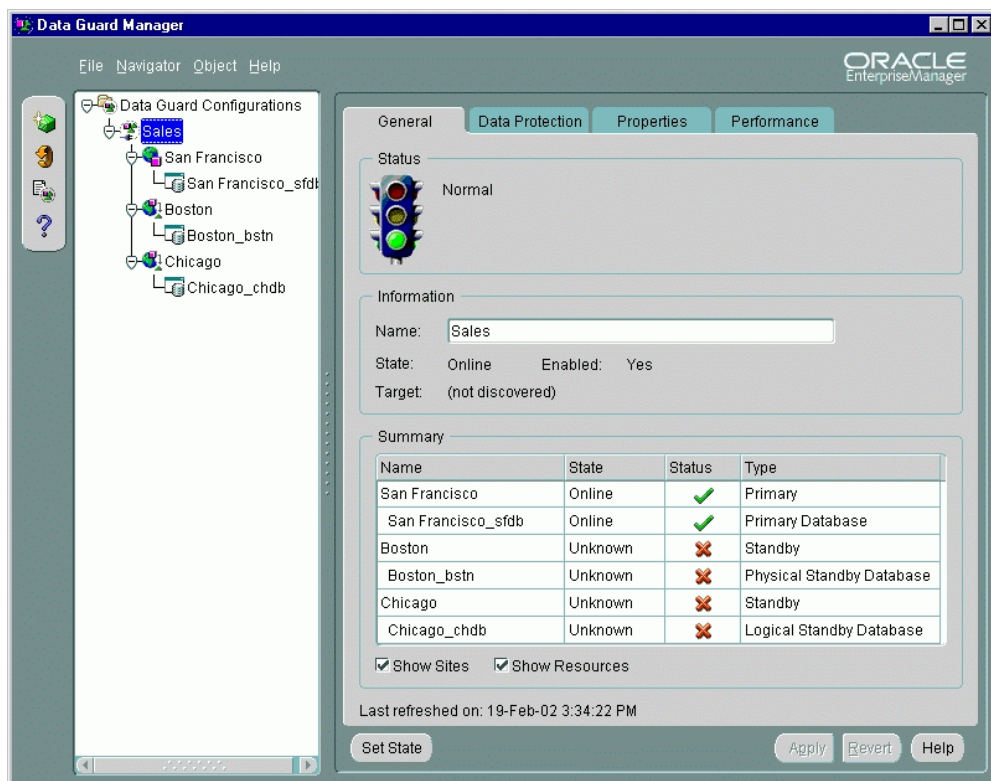 Data Guard Manager
File Navigator Object Help
ORACLE
EnterpriseManager
Data Guard Configurations
Sales
San Francisco
San Francisco_sfdb
Boston
Boston_bstn
Chicago
Chicago_chdb
General Data Protection Properties Performance
Status
Normal
Information
Name: Sales
State: Online Enabled: Yes
Target: (not discovered)
Summary
Name State Status Type
San Francisco Online Primary
San Francisco_sfdb Online Primary Database
Boston Unknown Standby
Boston_bstn Unknown Physical Standby Database
Chicago Unknown Standby
Chicago_chdb Unknown Logical Standby Database
Show Sites Show Resources
Last refreshed on: 19-Feb-02 3:34:22 PM
Set State Apply Revert Help